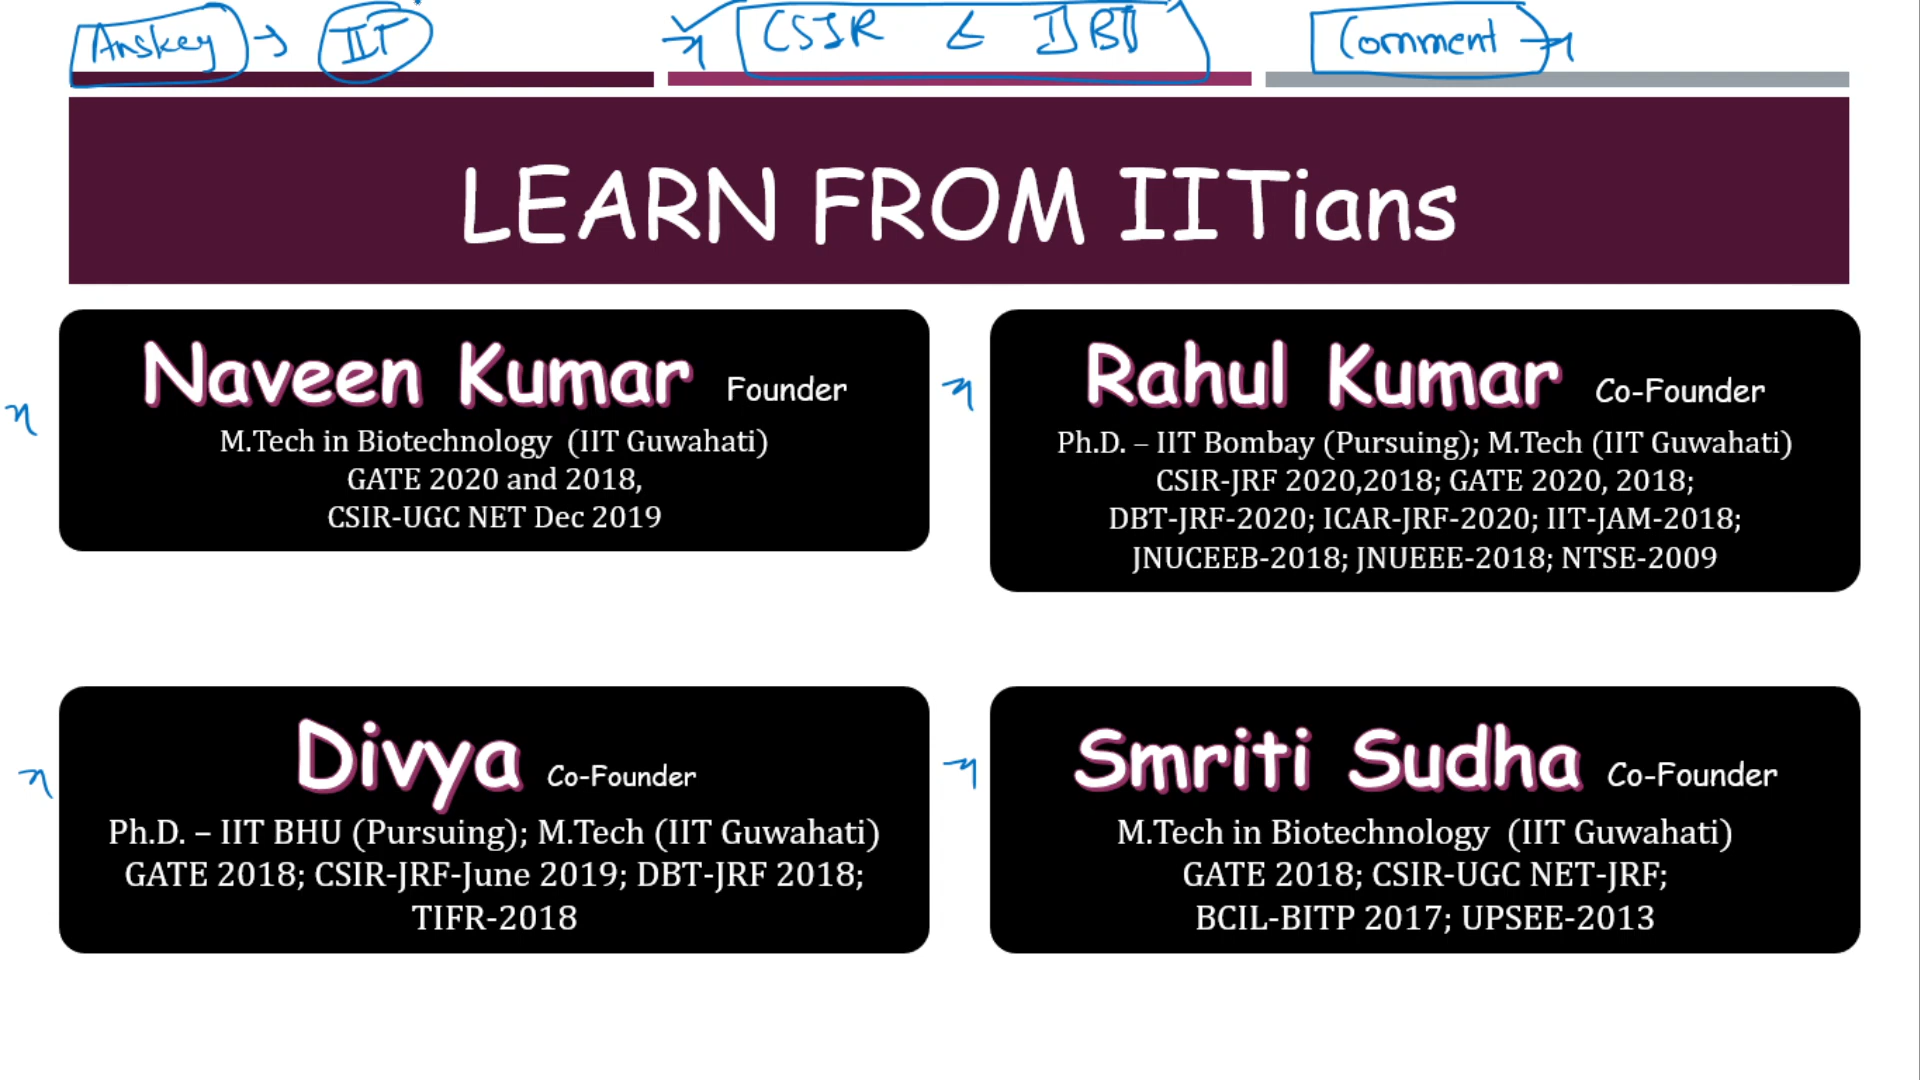 Anskey → IIT
CSIR & DBT
Comment
LEARN FROM IITians
Naveen Kumar Founder
M.Tech in Biotechnology (IIT Guwahati)
GATE 2020 and 2018,
CSIR-UGC NET Dec 2019
Rahul Kumar Co-Founder
Ph.D. – IIT Bombay (Pursuing); M.Tech (IIT Guwahati)
CSIR-JRF 2020,2018; GATE 2020, 2018;
DBT-JRF-2020; ICAR-JRF-2020; IIT-JAM-2018;
JNUCEEB-2018; JNUEEE-2018; NTSE-2009
Divya Co-Founder
Ph.D. – IIT BHU (Pursuing); M.Tech (IIT Guwahati)
GATE 2018; CSIR-JRF-June 2019; DBT-JRF 2018;
TIFR-2018
Smriti Sudha Co-Founder
M.Tech in Biotechnology (IIT Guwahati)
GATE 2018; CSIR-UGC NET-JRF;
BCIL-BITP 2017; UPSEE-2013